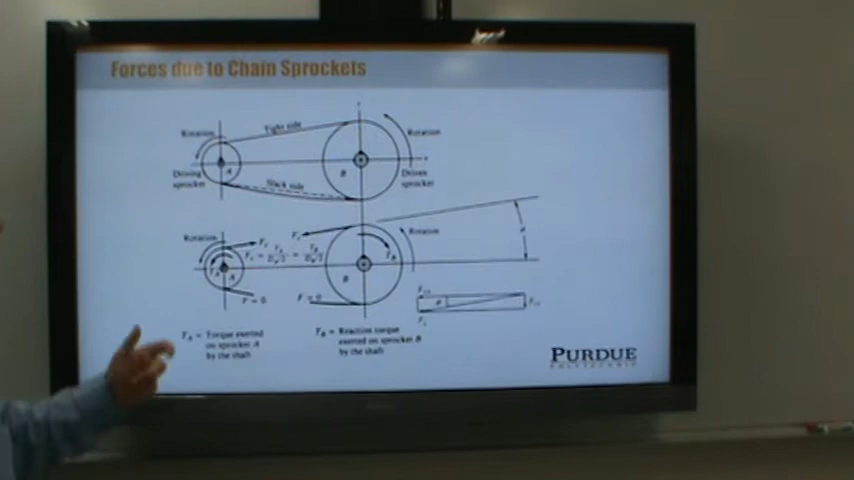 Forces due to Chain Sprockets
Rotation
Tight side
Rotation
A
B
x
Driving
sprocket
Slack side
Driven
sprocket
Rotation
Rotation
A
B
F = 0
F = 0
T_A = Torque exerted
on sprocket A
by the shaft
T_B = Reaction torque
exerted on sprocket B
by the shaft
PURDUE
POLYTECHNIC